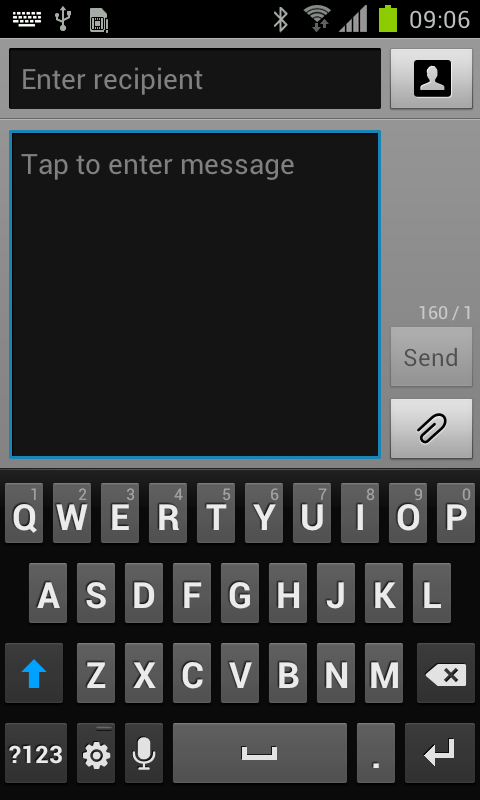 09:06
Enter recipient
Tap to enter message
160 / 1
Send
1 2 3 4 5 6 7 8 9 0
Q W E R T Y U I O P
A S D F G H J K L
Z X C V B N M
?123 .